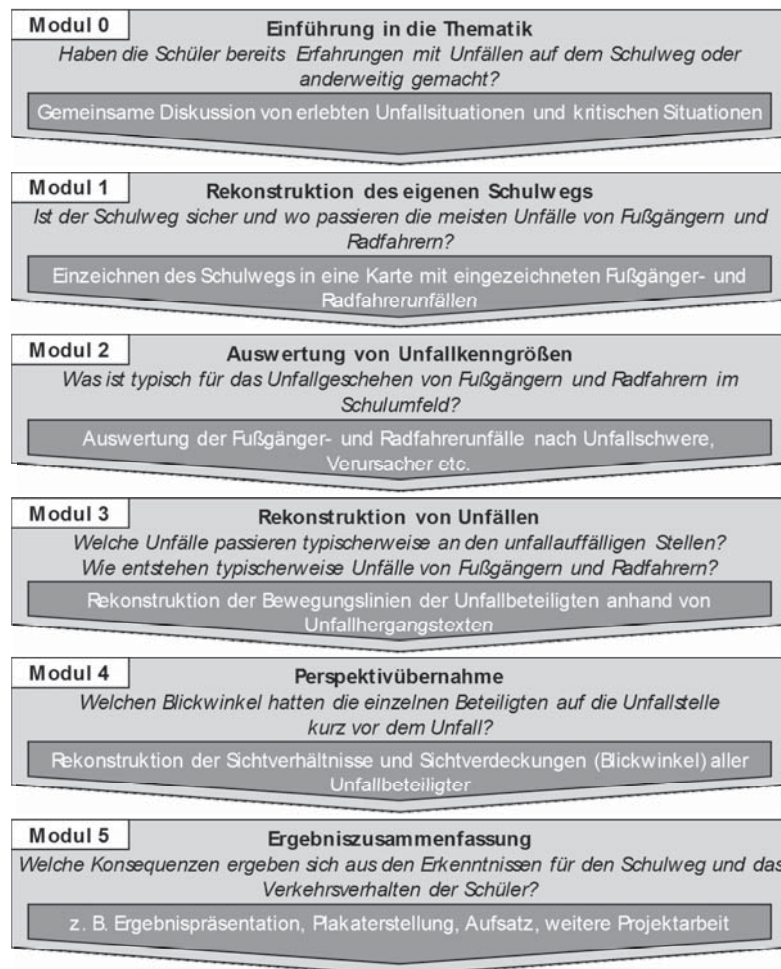 Modul 0
Einführung in die Thematik
Haben die Schüler bereits Erfahrungen mit Unfällen auf dem Schulweg oder
anderweitig gemacht?
Gemeinsame Diskussion von erlebten Unfallsituationen und kritischen Situationen
Modul 1
Rekonstruktion des eigenen Schulwegs
Ist der Schulweg sicher und wo passieren die meisten Unfälle von Fußgängern und
Radfahrern?
Einzeichnen des Schulwegs in eine Karte mit eingezeichneten Fußgänger- und
Radfahrerunfällen
Modul 2
Auswertung von Unfallkenngrößen
Was ist typisch für das Unfallgeschehen von Fußgängern und Radfahrern im
Schulumfeld?
Auswertung der Fußgänger- und Radfahrerunfälle nach Unfallschwere,
Verursacher etc.
Modul 3
Rekonstruktion von Unfällen
Welche Unfälle passieren typischerweise an den unfallauffälligen Stellen?
Wie entstehen typischerweise Unfälle von Fußgängern und Radfahrern?
Rekonstruktion der Bewegungslinien der Unfallbeteiligten anhand von
Unfallhergangstexten
Modul 4
Perspektivübernahme
Welchen Blickwinkel hatten die einzelnen Beteiligten auf die Unfallstelle
kurz vor dem Unfall?
Rekonstruktion der Sichtverhältnisse und Sichtverdeckungen (Blickwinkel) aller
Unfallbeteiligter
Modul 5
Ergebniszusammenfassung
Welche Konsequenzen ergeben sich aus den Erkenntnissen für den Schulweg und das
Verkehrsverhalten der Schüler?
z. B. Ergebnispräsentation, Plakaterstellung, Aufsatz, weitere Projektarbeit